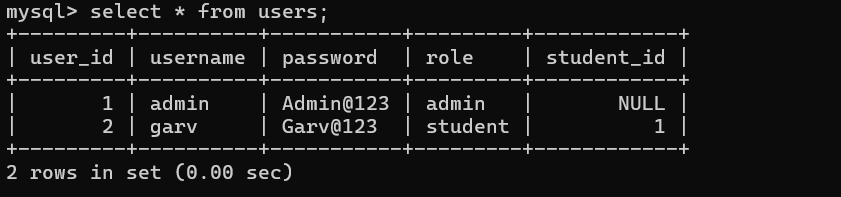 mysql> select * from users;
+---------+----------+-----------+---------+------------+
| user_id | username | password  | role    | student_id |
+---------+----------+-----------+---------+------------+
|       1 | admin    | Admin@123 | admin   |       NULL |
|       2 | garv     | Garv@123  | student |          1 |
+---------+----------+-----------+---------+------------+
2 rows in set (0.00 sec)